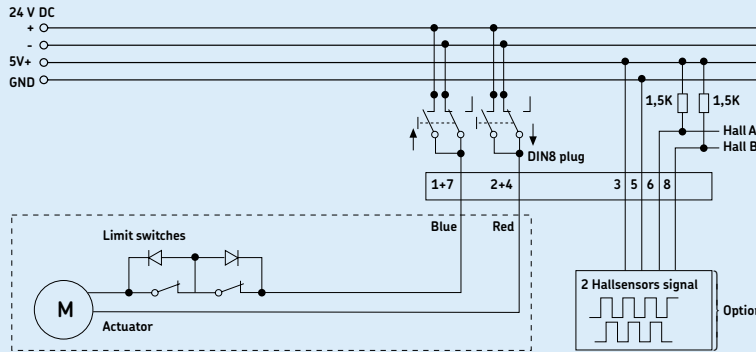 24 V DC
+
-
5V+
GND
1,5K 1,5K
Hall A
Hall B
DIN8 plug
1+7 2+4 3 5 6 8
Blue Red
Limit switches
M
Actuator
2 Hallsensors signal
Option